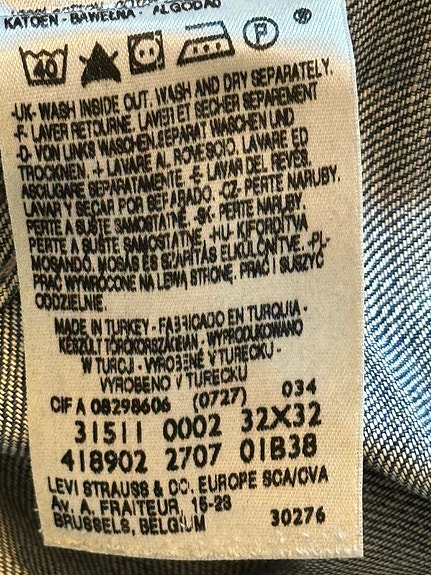 KATOEN - BAWEŁNA - ALGODÃO
40
P
-UK- WASH INSIDE OUT. WASH AND DRY SEPARATELY.
-F- LAVER RETOURNE. LAVER ET SECHER SEPAREMENT
-D- VON LINKS WASCHEN.SEPARAT WASCHEN UND
TROCKNEN. -I- LAVARE AL ROVESCIO. LAVARE ED
ASCIUGARE SEPARATAMENTE. -E- LAVAR DEL REVES.
LAVAR Y SECAR POR SEPARADO. -CZ- PERTE NARUBY.
PERTE A SUŠTE SAMOSTATNĚ. -SK- PERTE NARUBY.
PERTE A SUŠTE SAMOSTATNE. -HU- KIFORDÍTVA
MOSANDÓ. MOSÁS ÉS SZÁRÍTÁS ELKÜLÖNÍTVE. -PL-
PRAĆ WYWRÓCONE NA LEWĄ STRONĘ. PRAĆ I SUSZYĆ
ODDZIELNIE.
MADE IN TURKEY - FABRICADO EN TURQUIA -
KÉSZÜLT TÖRÖKORSZÁGBAN - WYPRODUKOWANO
W TURCJI - VYROBENÉ V TURECKU -
VYROBENO V TURECKU
CIF A 08298606 (0727) 034
31511 0002 32X32
418902 2707 01B38
LEVI STRAUSS & CO. EUROPE SCA/CVA
Av. A. FRAITEUR, 15-23
BRUSSELS, BELGIUM 30276